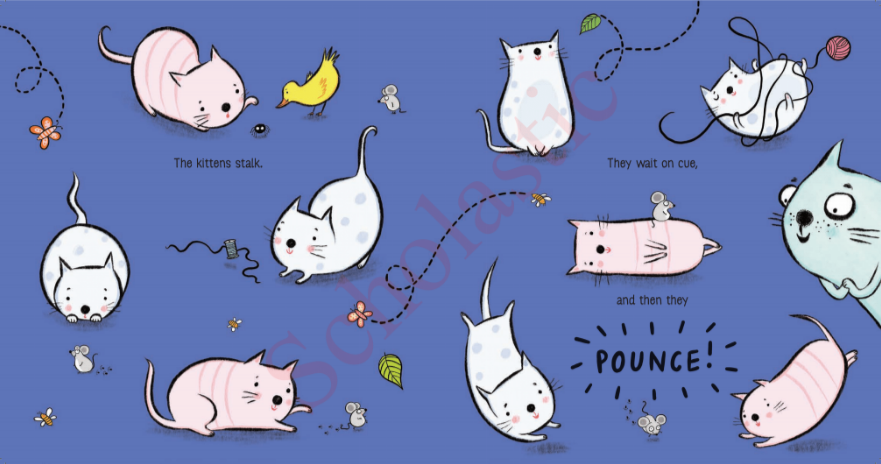 The kittens stalk.
They wait on cue,
and then they
POUNCE!
Scholastic